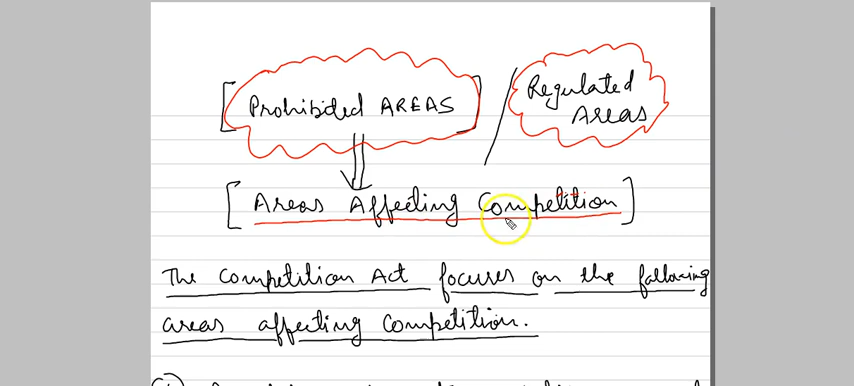 [Prohibited AREAS] / Regulated Areas
[Areas Affecting Competition]
The Competition Act focuses on the following
areas affecting Competition.